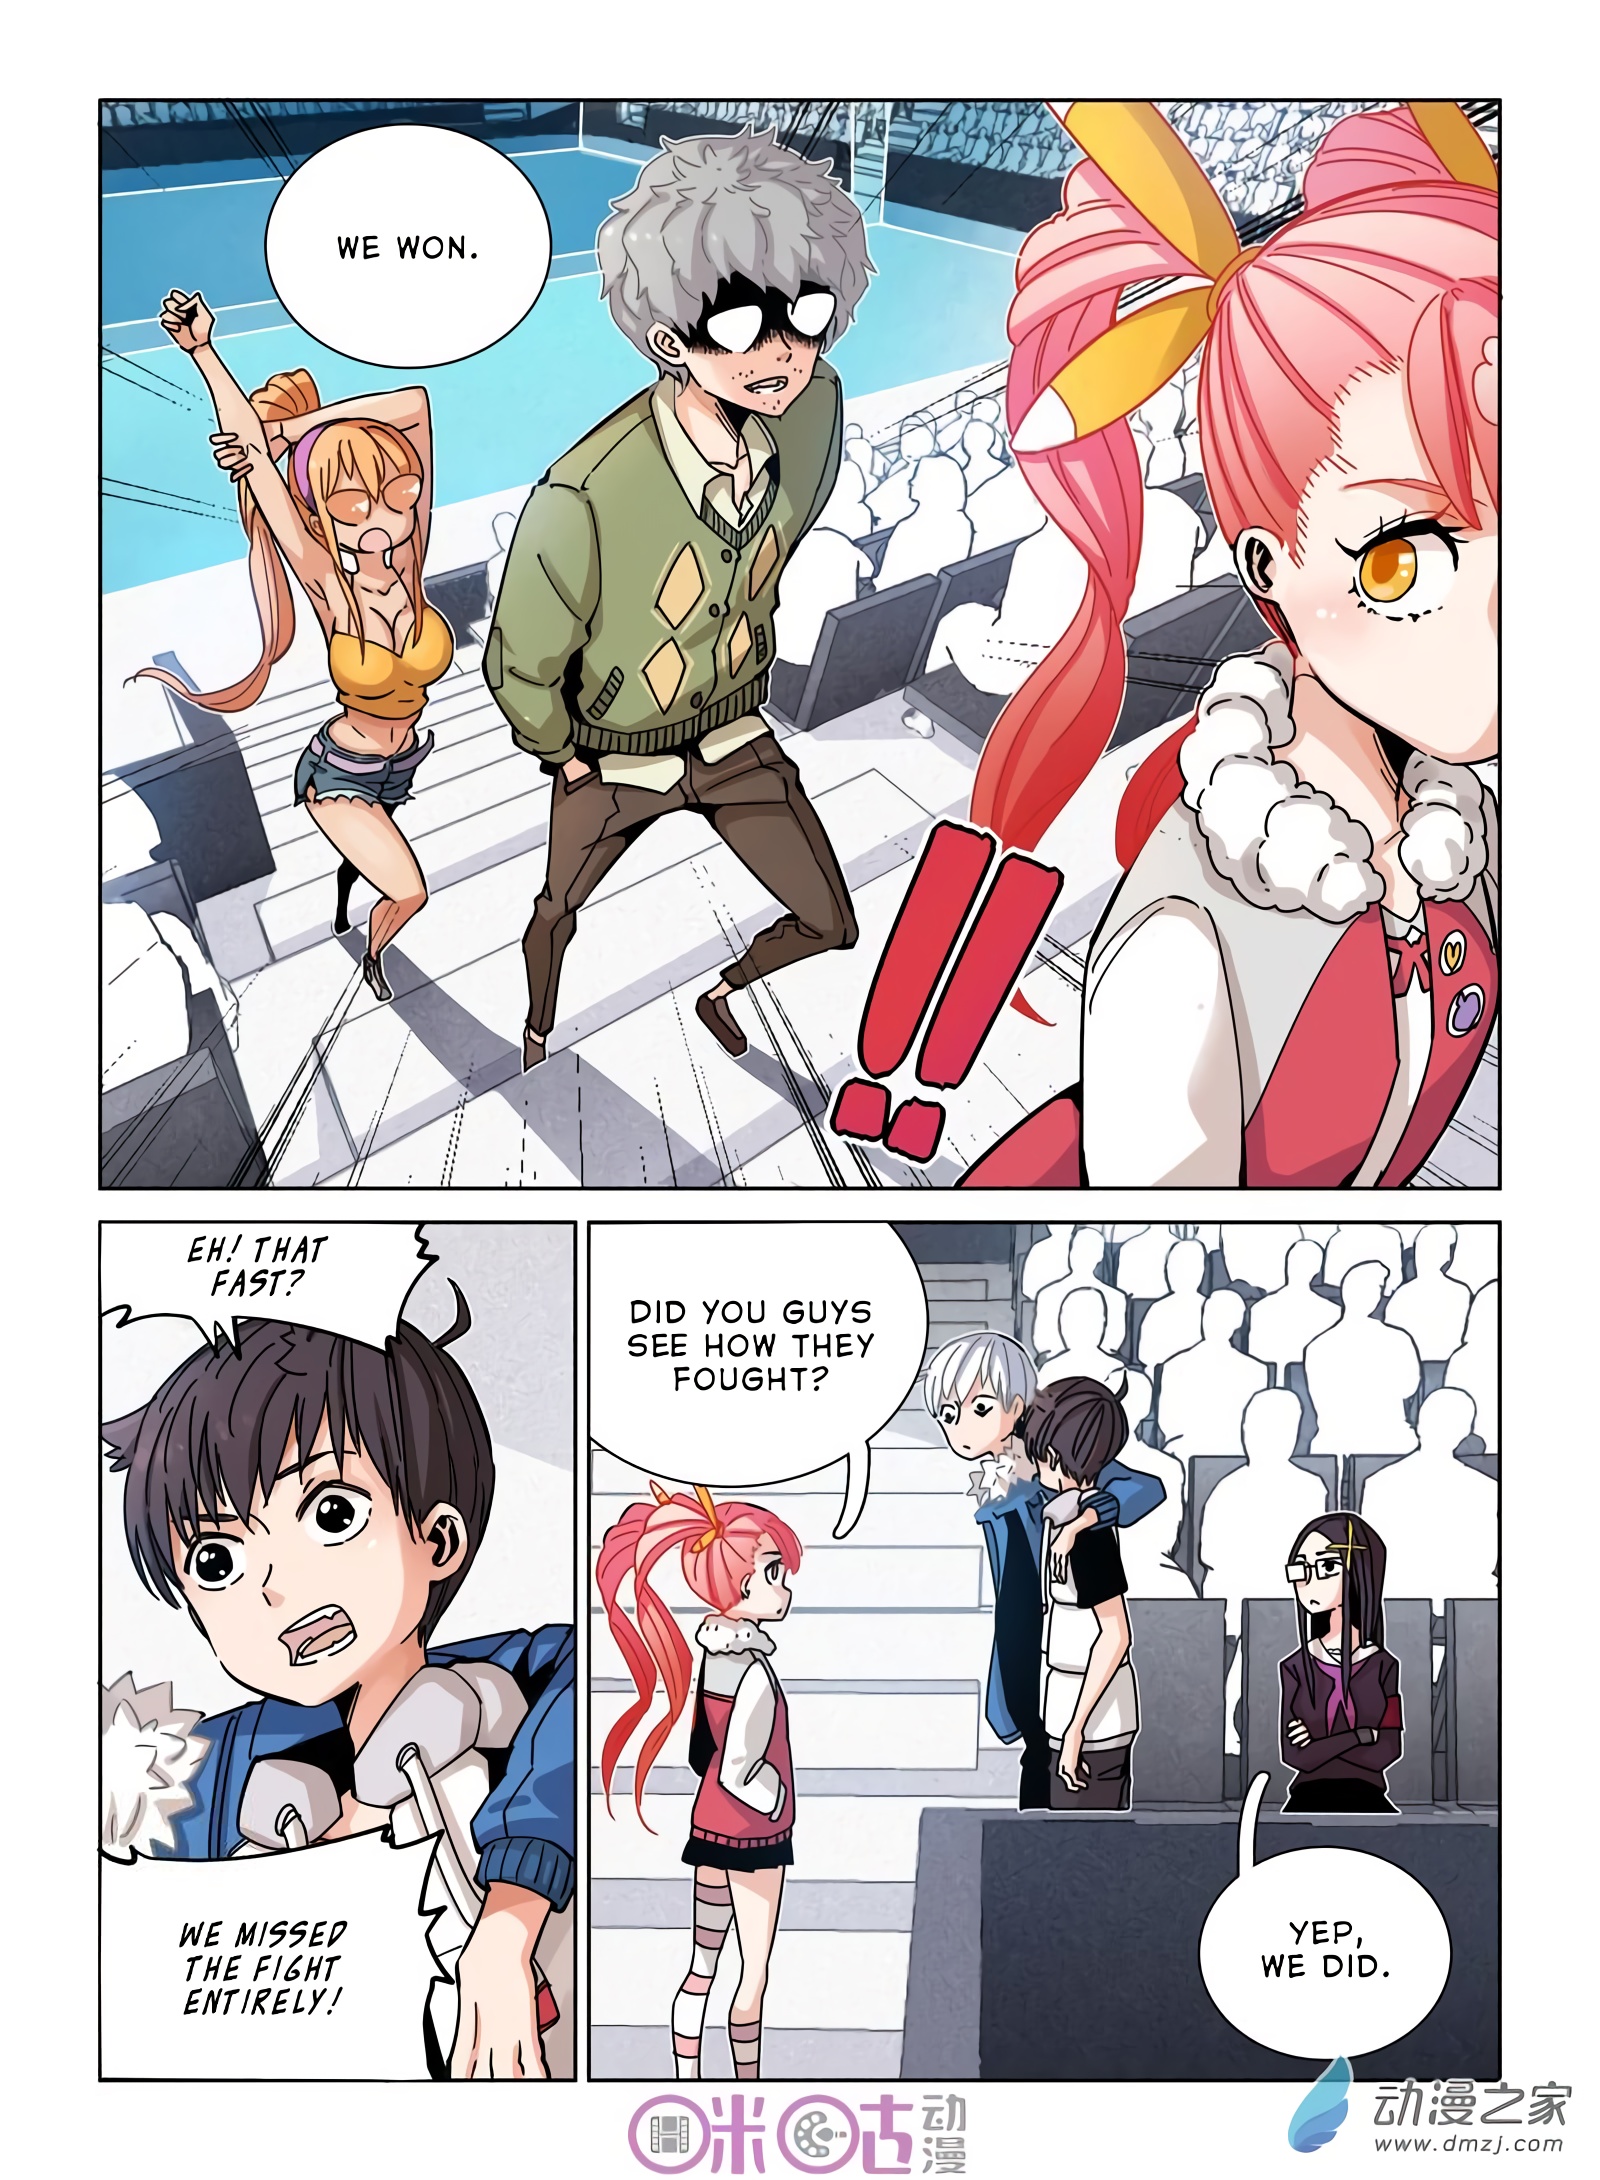 WE WON.
!!
EH! THAT
FAST?
WE MISSED
THE FIGHT
ENTIRELY!
DID YOU GUYS
SEE HOW THEY
FOUGHT?
YEP,
WE DID.
咪咕
动漫
动漫之家
www.dmzj.com